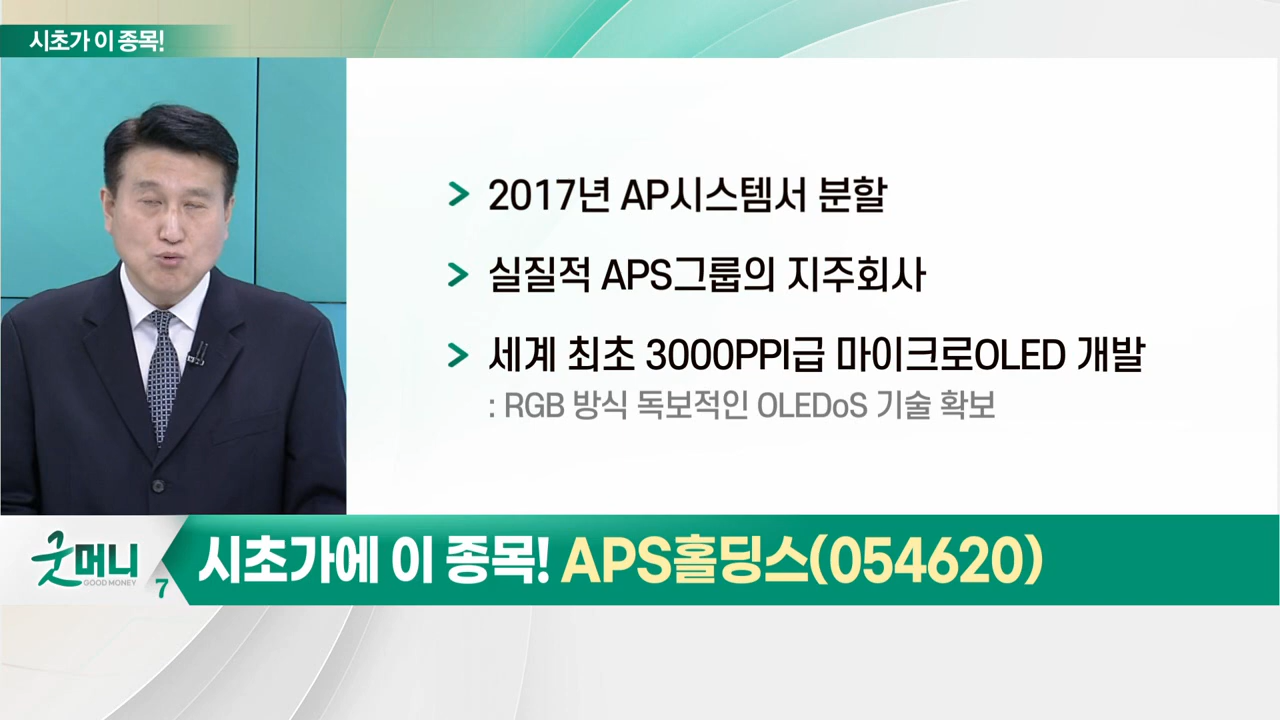 시초가 이 종목!
> 2017년 AP시스템서 분할
> 실질적 APS그룹의 지주회사
> 세계 최초 3000PPI급 마이크로OLED 개발
: RGB 방식 독보적인 OLEDoS 기술 확보
굿머니
GOOD MONEY
7
시초가에 이 종목! APS홀딩스(054620)